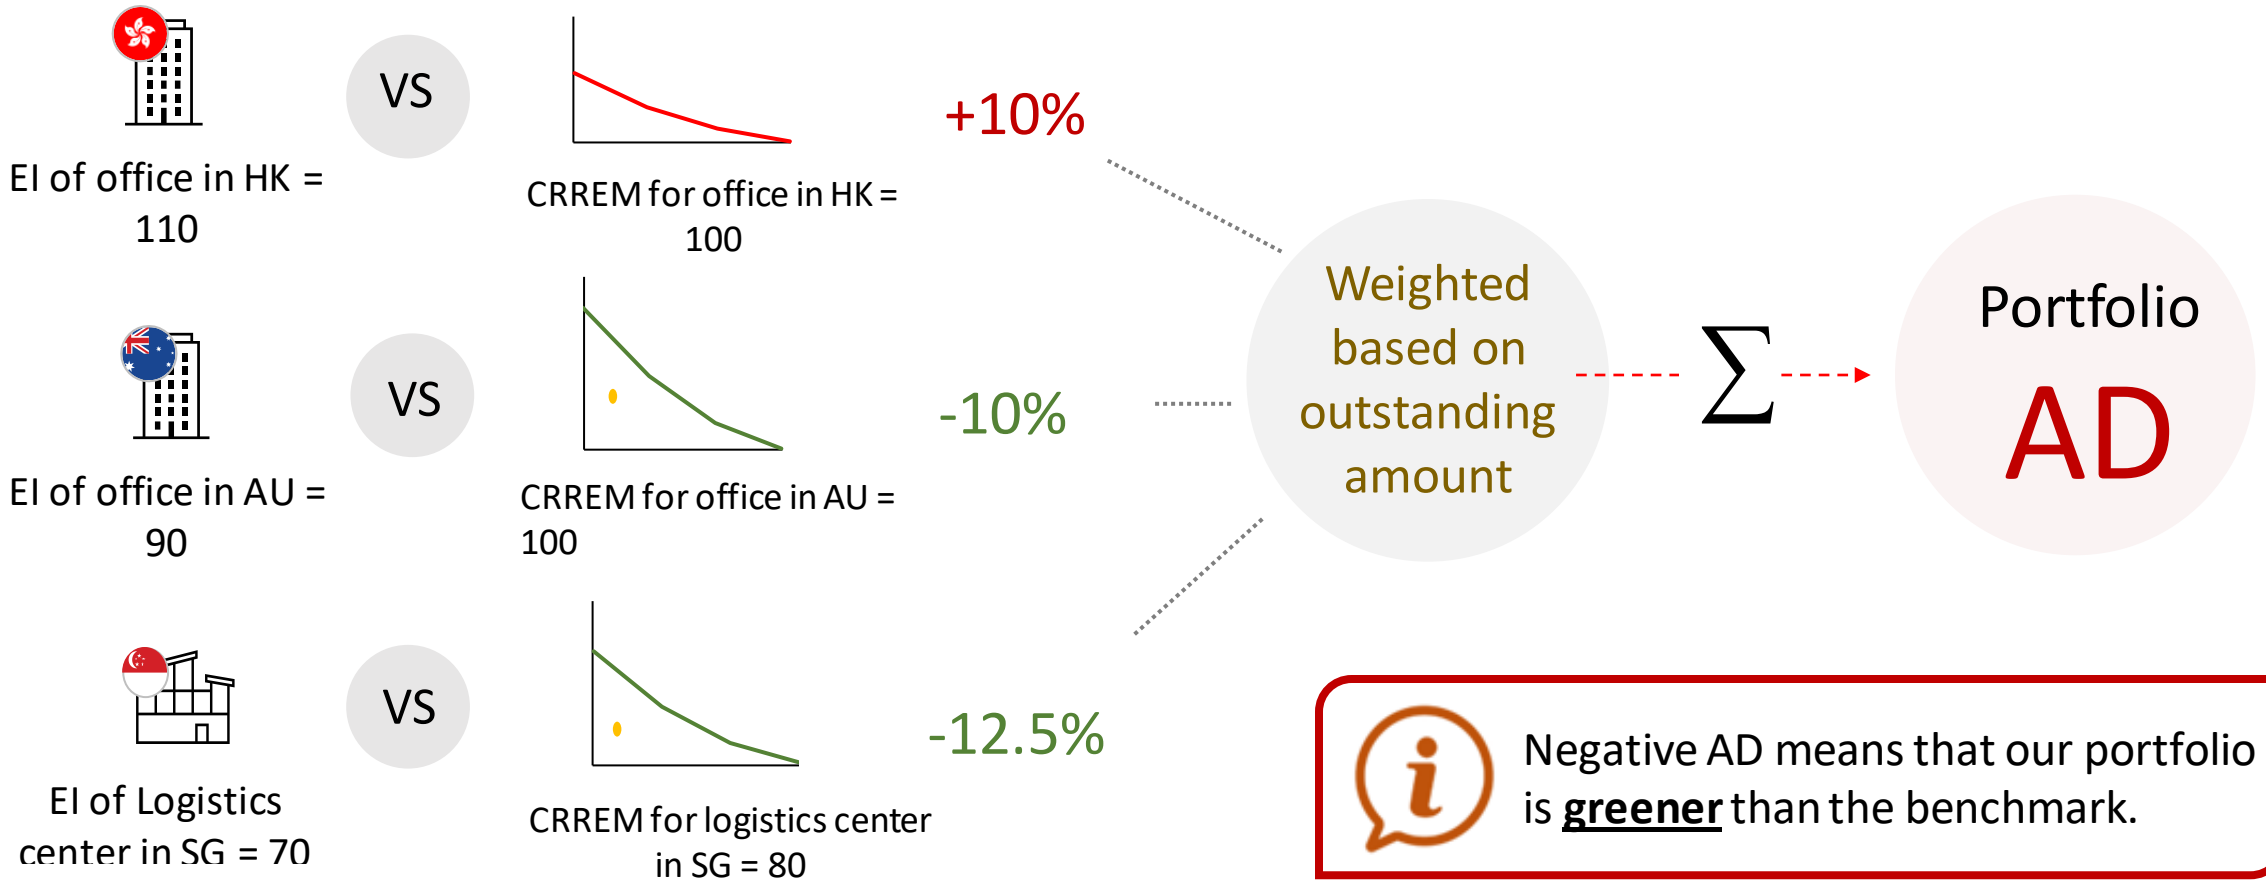 EI of office in HK =
110
VS
CRREM for office in HK =
100
+10%
EI of office in AU =
90
VS
CRREM for office in AU =
100
-10%
EI of Logistics
center in SG = 70
VS
CRREM for logistics center
in SG = 80
-12.5%
Weighted
based on
outstanding
amount
∑
Portfolio
AD
Negative AD means that our portfolio
is greener than the benchmark.